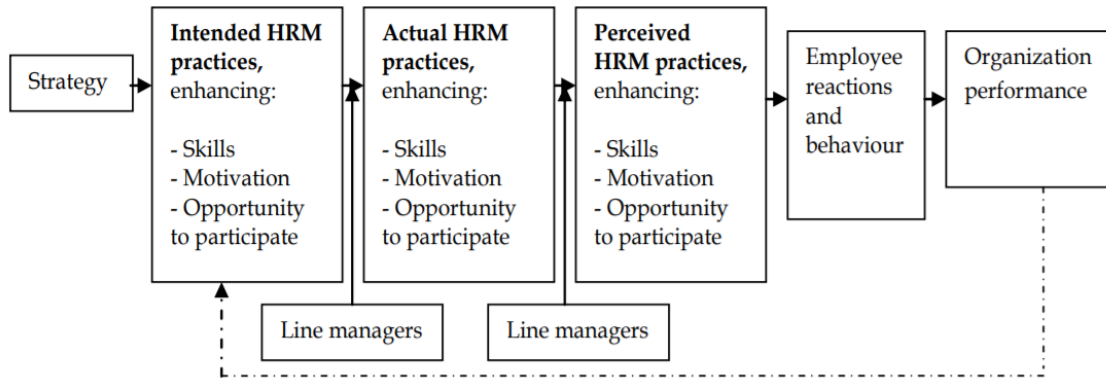 Strategy
Intended HRM
practices,
enhancing:
- Skills
- Motivation
- Opportunity
to participate
Actual HRM
practices,
enhancing:
- Skills
- Motivation
- Opportunity
to participate
Perceived
HRM practices,
enhancing:
- Skills
- Motivation
- Opportunity
to participate
Employee
reactions
and
behaviour
Organization
performance
Line managers
Line managers